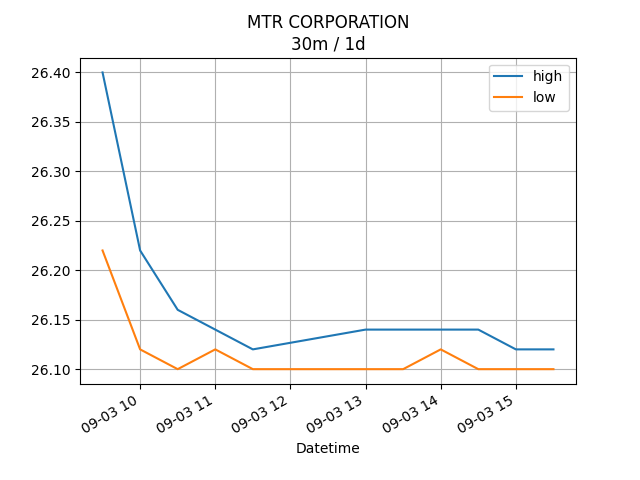 MTR CORPORATION
30m / 1d
high
low
26.40
26.35
26.30
26.25
26.20
26.15
26.10
09-03 10
09-03 11
09-03 12
09-03 13
09-03 14
09-03 15
Datetime